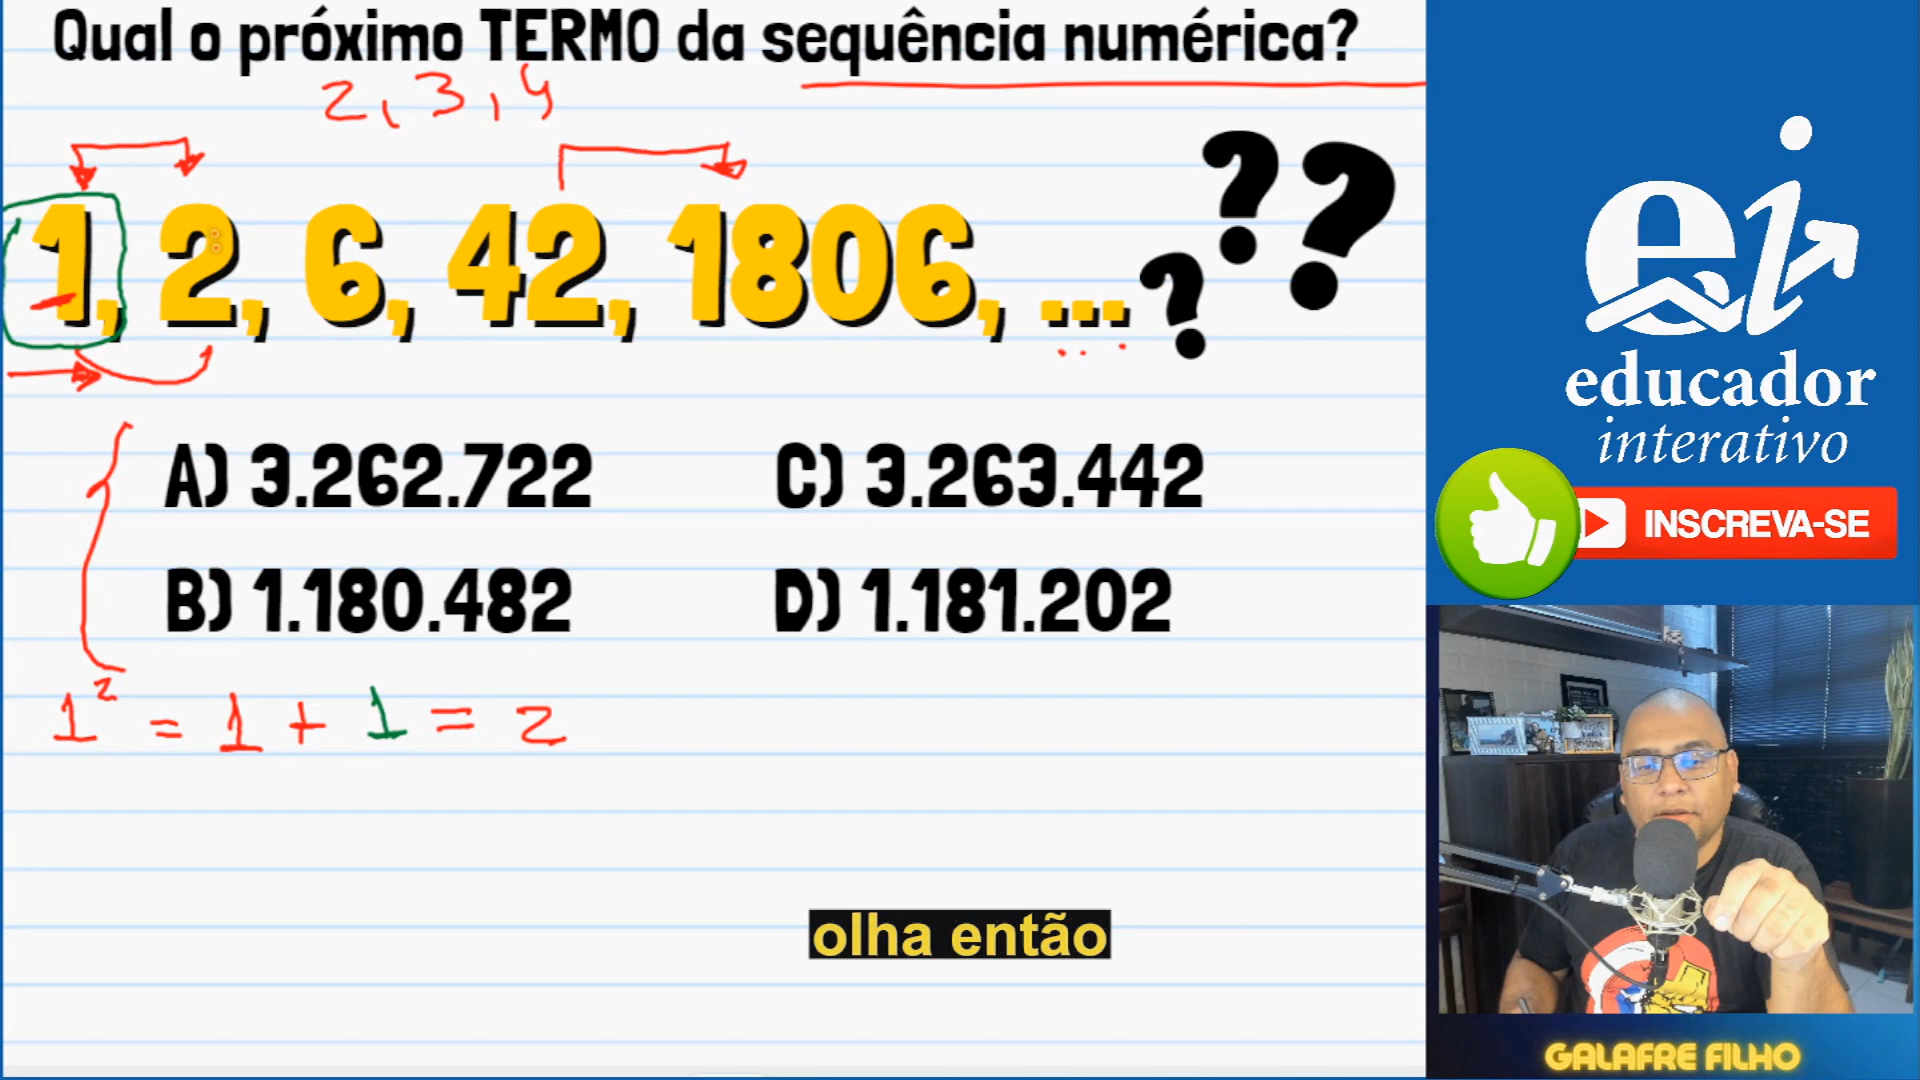 Qual o próximo TERMO da sequência numérica?
2, 3, 4
1, 2, 6, 42, 1806, ... ???
A) 3.262.722
C) 3.263.442
B) 1.180.482
D) 1.181.202
1² = 1 + 1 = 2
olha então
ei
educador
interativo
INSCREVA-SE
GALAFRE FILHO